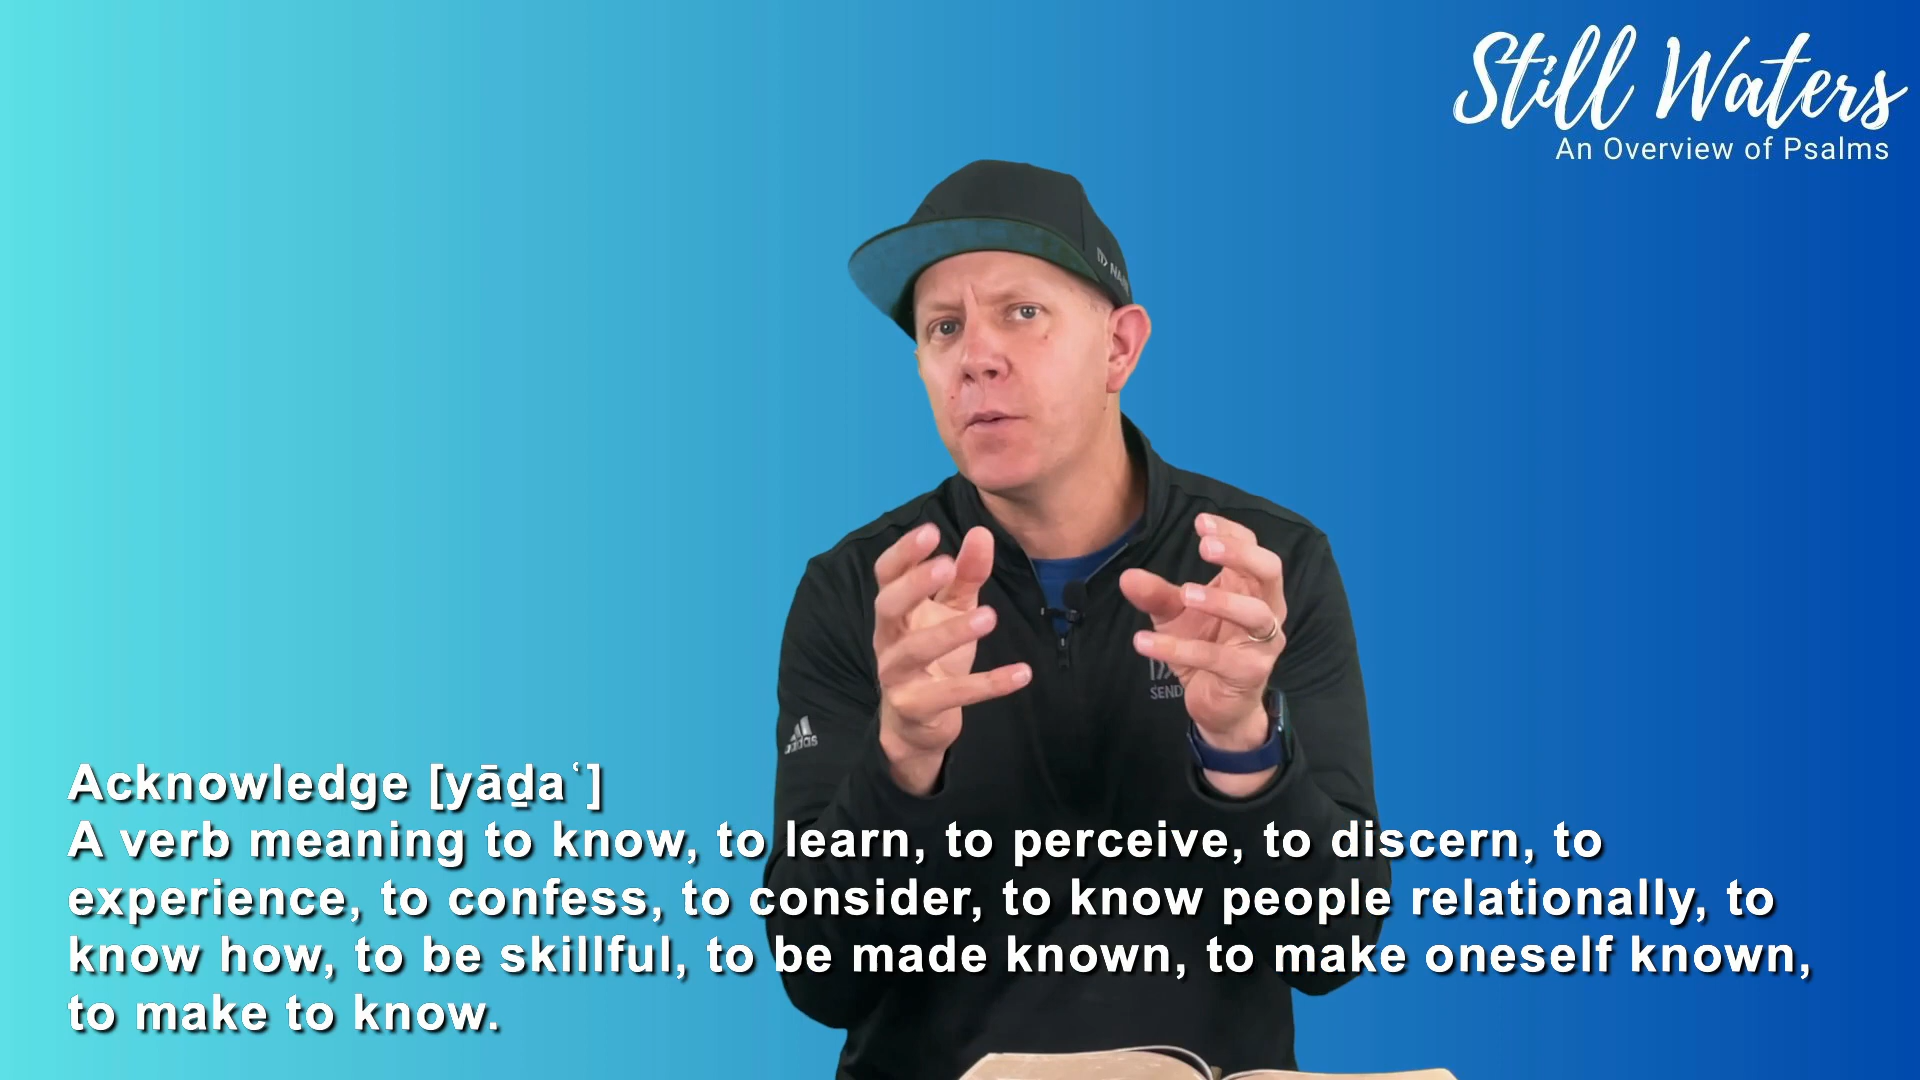 Still Waters
An Overview of Psalms
SEND
adidas
Acknowledge [yāḏaʿ]
A verb meaning to know, to learn, to perceive, to discern, to
experience, to confess, to consider, to know people relationally, to
know how, to be skillful, to be made known, to make oneself known,
to make to know.